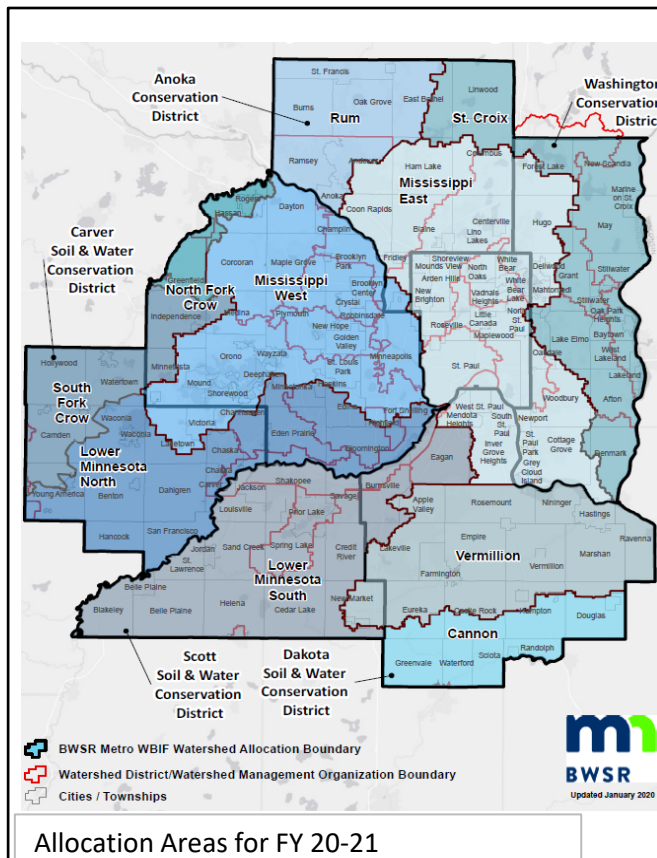 Anoka
Conservation
District
Washington
Conservation
Distric
Carver
Soil & Water
Conservation
District
St. Francis
Burns
Oak Grove
East Bethel
Rum
Linwood
St. Croix
Ramsey
Andover
Anoka
Ham Lake
Columbus
Forest Lake
New Scandia
Marine
on St.
Croix
Mississippi
East
Coon Rapids
Blaine
Centerville
Lino
Lakes
Hugo
May
Rogers
Hassan
Dayton
Champlin
Corcoran
Maple Grove
Brooklyn
Park
Fridley
Shoreview
Mounds View
Arden Hills
North
Oaks
White
Bear
Dellwood
Grant
Stillwater
Greenfield
North Fork
Crow
Mississippi
West
Brooklyn
Center
Crystal
Robbinsdale
New
Brighton
Vadnais
Heights
White
Bear
Lake
Mahtomedi
Stillwater
Oak Park
Heights
Independence
Medina
Plymouth
New Hope
Golden
Valley
Roseville
Little
Canada
Maplewood
North
St.
Paul
Lake Elmo
Baytown
West
Lakeland
Lakeland
Hollywood
Watertown
Minnetrista
Orono
Wayzata
St. Louis
Park
Minneapolis
St. Paul
Oakdale
Afton
Mound
Shorewood
Deephaven
Minnetonka
Hopkins
Woodbury
South
Fork
Crow
Camden
Waconia
Waconia
Victoria
Laketown
Chanhassen
Chaska
Eden Prairie
Edina
Richfield
Fort Snelling
Bloomington
West St. Paul
Mendota
Heights
South
St.
Paul
Newport
St.
Paul
Park
Grey
Cloud
Island
Cottage
Grove
Denmark
Inver
Grove
Heights
Eagan
Young America
Lower
Minnesota
North
Benton
Dahlgren
Chaska
Carver
Hancock
San Francisco
Jackson
Shakopee
Louisville
Prior Lake
Savage
Burnsville
Apple
Valley
Rosemount
Nininger
Hastings
Ravenna
Jordan
St.
Lawrence
Sand Creek
Spring Lake
Credit
River
Lakeville
Empire
Farmington
Vermillion
Vermillion
Marshan
Belle Plaine
Blakeley
Belle Plaine
Helena
Lower
Minnesota
South
Cedar Lake
New Market
Eureka
Castle Rock
Hampton
Douglas
Cannon
Greenvale
Waterford
Sciota
Randolph
Scott
Soil & Water
Conservation
District
Dakota
Soil & Water
Conservation
District
BWSR Metro WBIF Watershed Allocation Boundary
Watershed District/Watershed Management Organization Boundary
Cities / Townships
mn
BWSR
Updated January 2020
Allocation Areas for FY 20-21